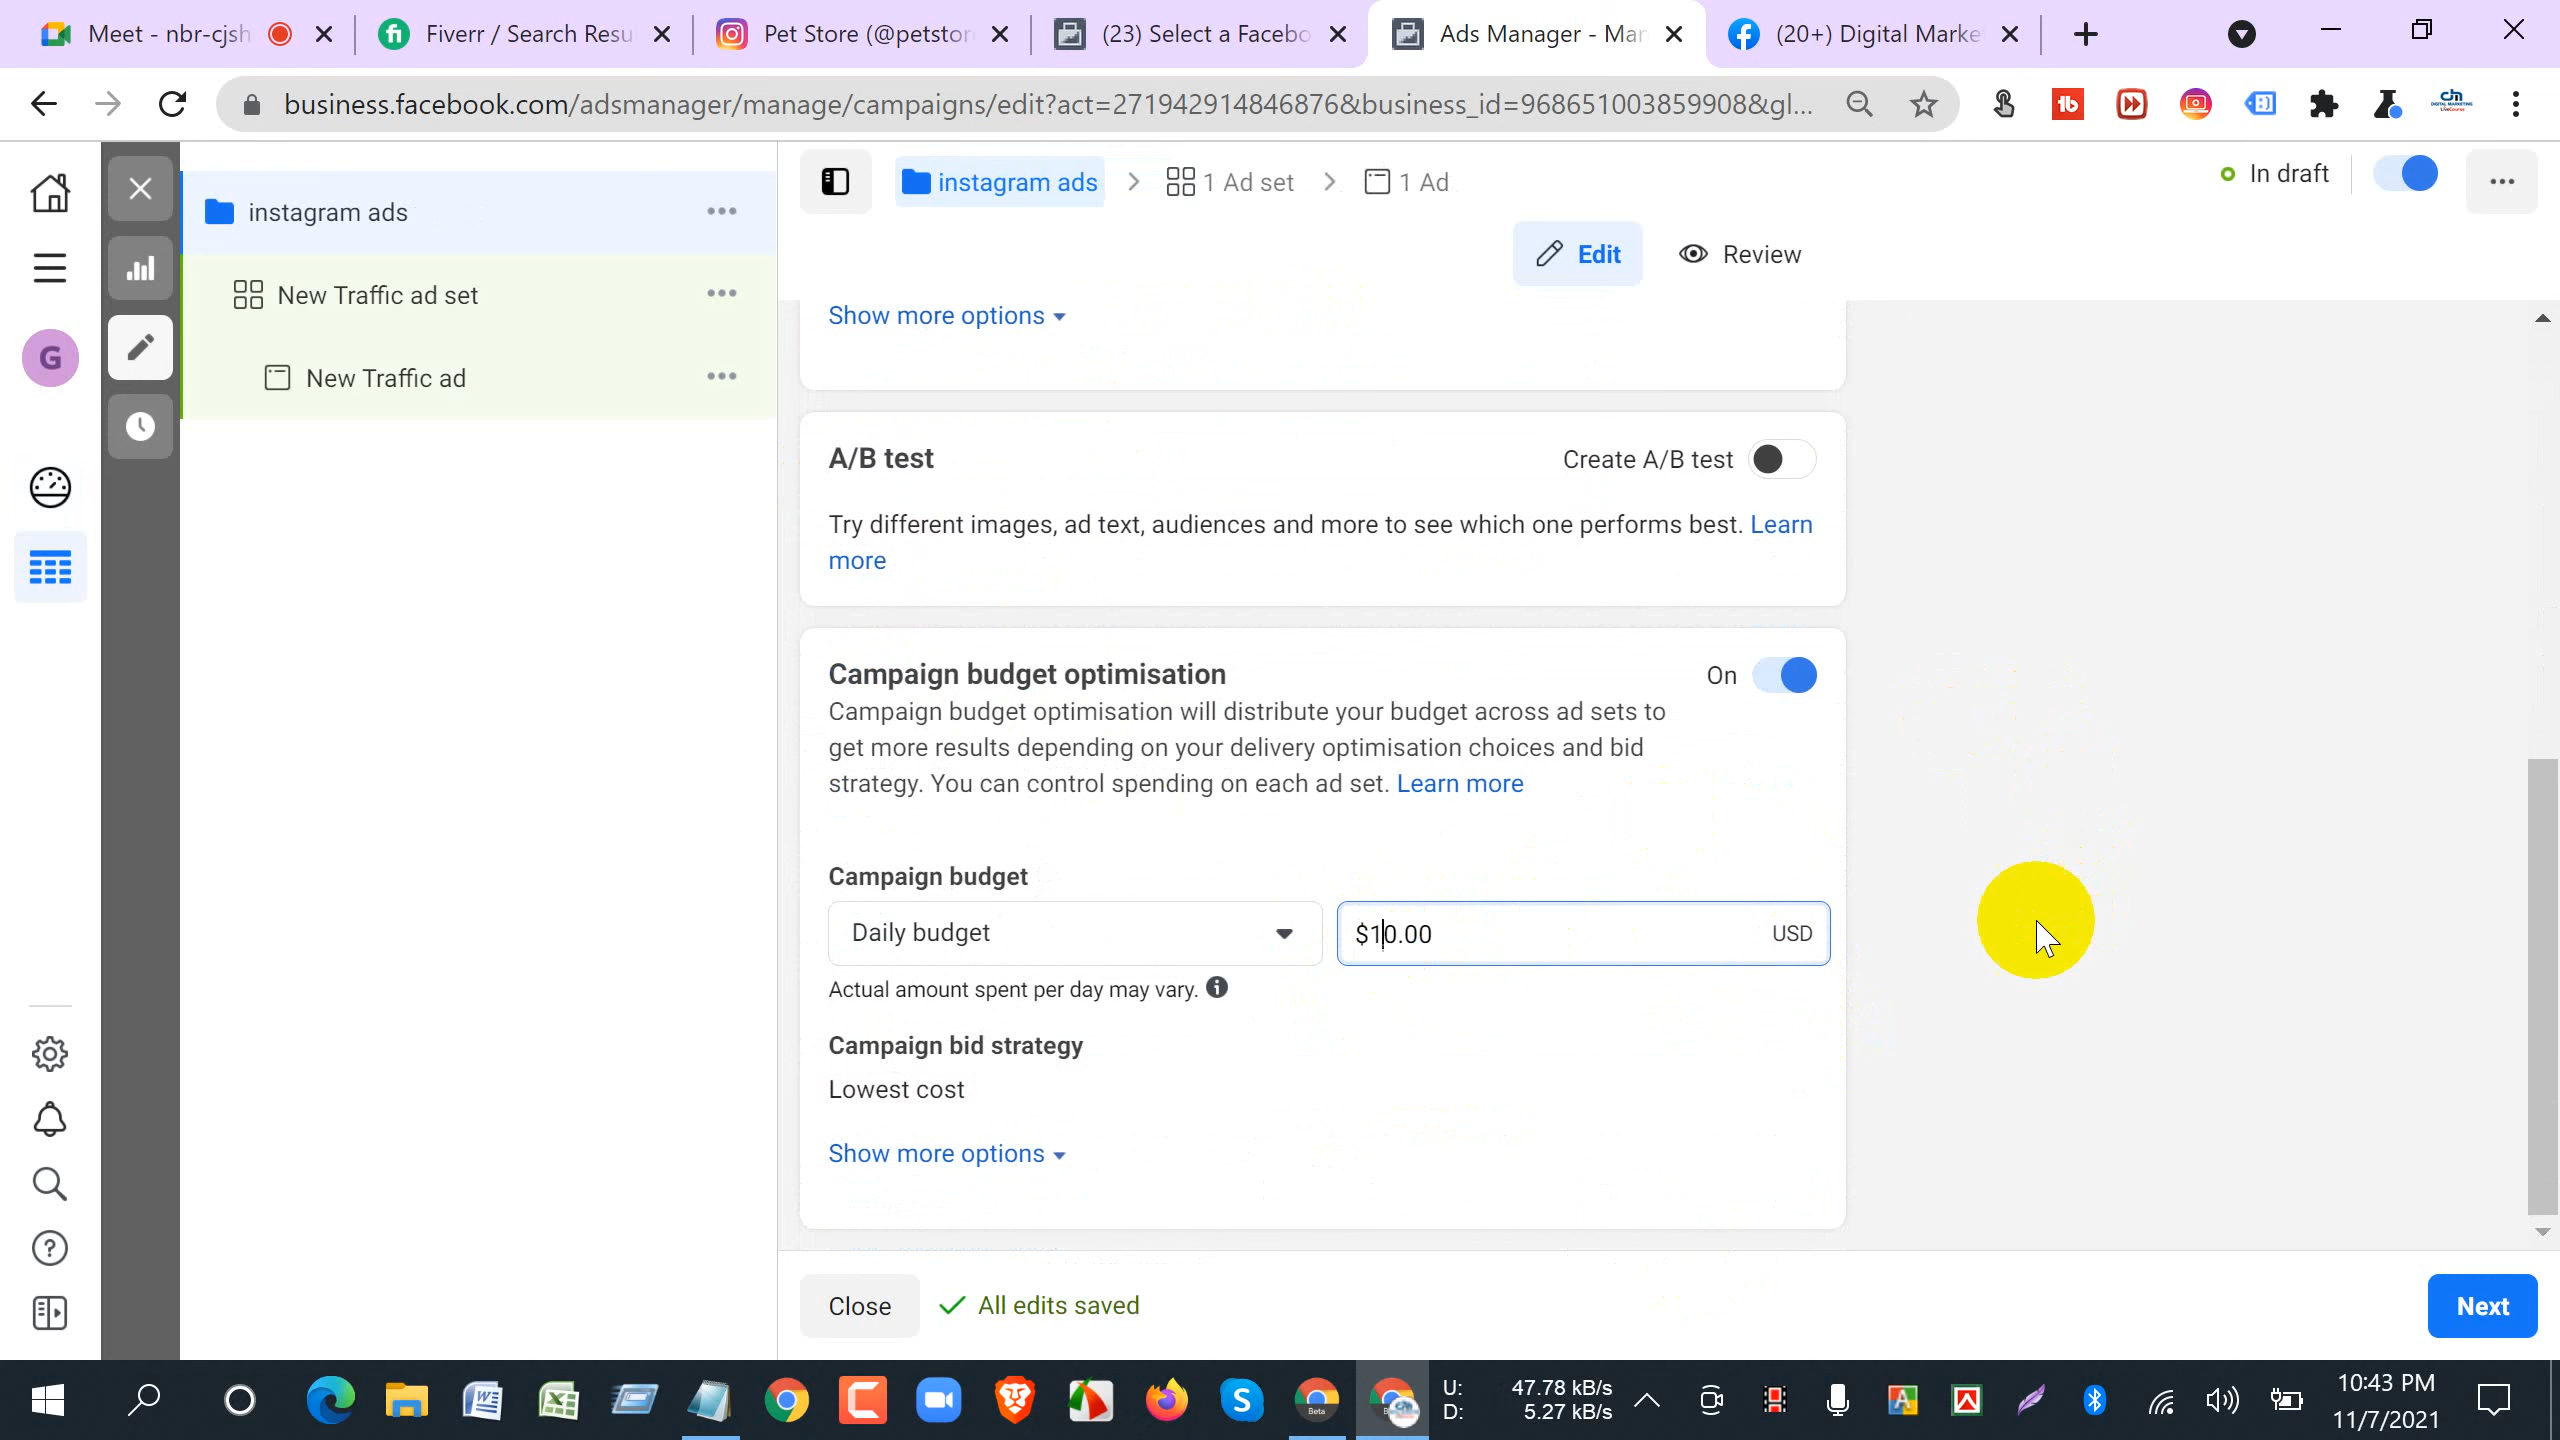 Meet - nbr-cjsh
Fiverr / Search Resu
Pet Store (@petstor
(23) Select a Facebo
Ads Manager - Mar
(20+) Digital Marke
business.facebook.com/adsmanager/manage/campaigns/edit?act=271942914846876&business_id=968651003859908&gl...
instagram ads
1 Ad set
1 Ad
In draft
Edit
Review
G
instagram ads
New Traffic ad set
New Traffic ad
Show more options
A/B test
Create A/B test
Try different images, ad text, audiences and more to see which one performs best. Learn
more
Campaign budget optimisation
On
Campaign budget optimisation will distribute your budget across ad sets to
get more results depending on your delivery optimisation choices and bid
strategy. You can control spending on each ad set. Learn more
Campaign budget
Daily budget
$10.00
USD
Actual amount spent per day may vary.
Campaign bid strategy
Lowest cost
Show more options
Close
All edits saved
Next
U: 47.78 kB/s
D: 5.27 kB/s
10:43 PM
11/7/2021